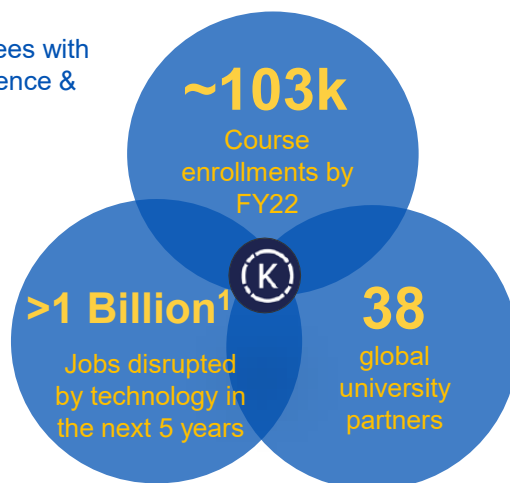 ees with
ence &
~103k
Course
enrollments by
FY22
K
>1 Billion¹
Jobs disrupted
by technology in
the next 5 years
38
global
university
partners